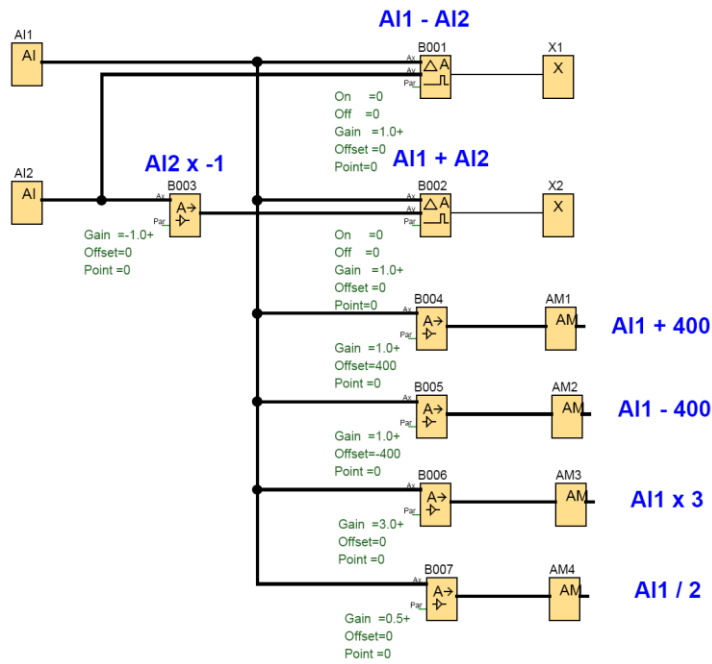 AI1 - AI2
AI1
AI
B001
Ax
Ay
Par
A
X1
X
On =0
Off =0
Gain =1.0+
Offset =0
Point=0
AI2 x -1
AI1 + AI2
AI2
AI
B003
Ax
Par
A→
B002
Ax
Ay
Par
A
X2
X
Gain =-1.0+
Offset=0
Point =0
On =0
Off =0
Gain =1.0+
Offset =0
Point=0
B004
Ax
Par
A→
AM1
AM
AI1 + 400
Gain =1.0+
Offset=400
Point =0
B005
Ax
Par
A→
AM2
AM
AI1 - 400
Gain =1.0+
Offset=-400
Point =0
B006
Ax
Par
A→
AM3
AM
AI1 x 3
Gain =3.0+
Offset=0
Point =0
B007
Ax
Par
A→
AM4
AM
AI1 / 2
Gain =0.5+
Offset=0
Point =0